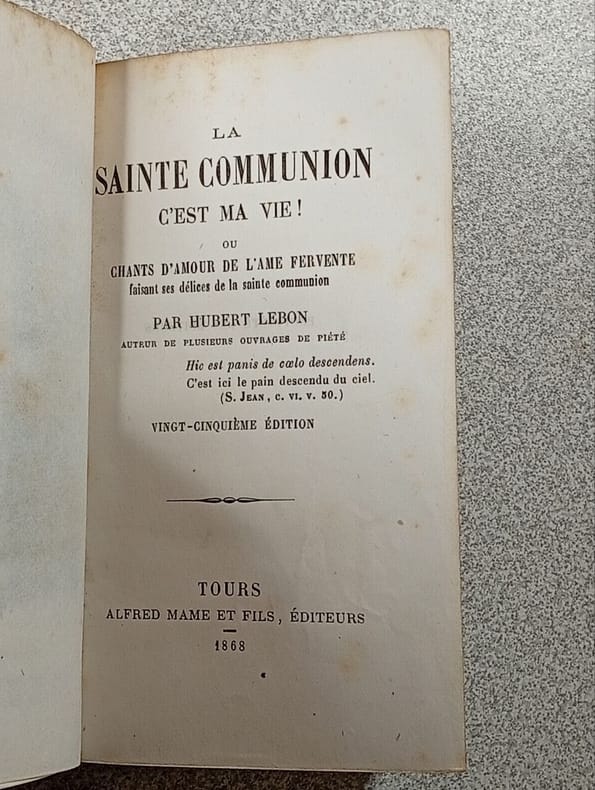 LA
SAINTE COMMUNION
C'EST MA VIE !
OU
CHANTS D'AMOUR DE L'AME FERVENTE
faisant ses délices de la sainte communion
PAR HUBERT LEBON
AUTEUR DE PLUSIEURS OUVRAGES DE PIÉTÉ
Hic est panis de cœlo descendens.
C'est ici le pain descendu du ciel.
(S. JEAN, C. VI. V. 50.)
VINGT-CINQUIÈME ÉDITION
TOURS
ALFRED MAME ET FILS, ÉDITEURS
1868